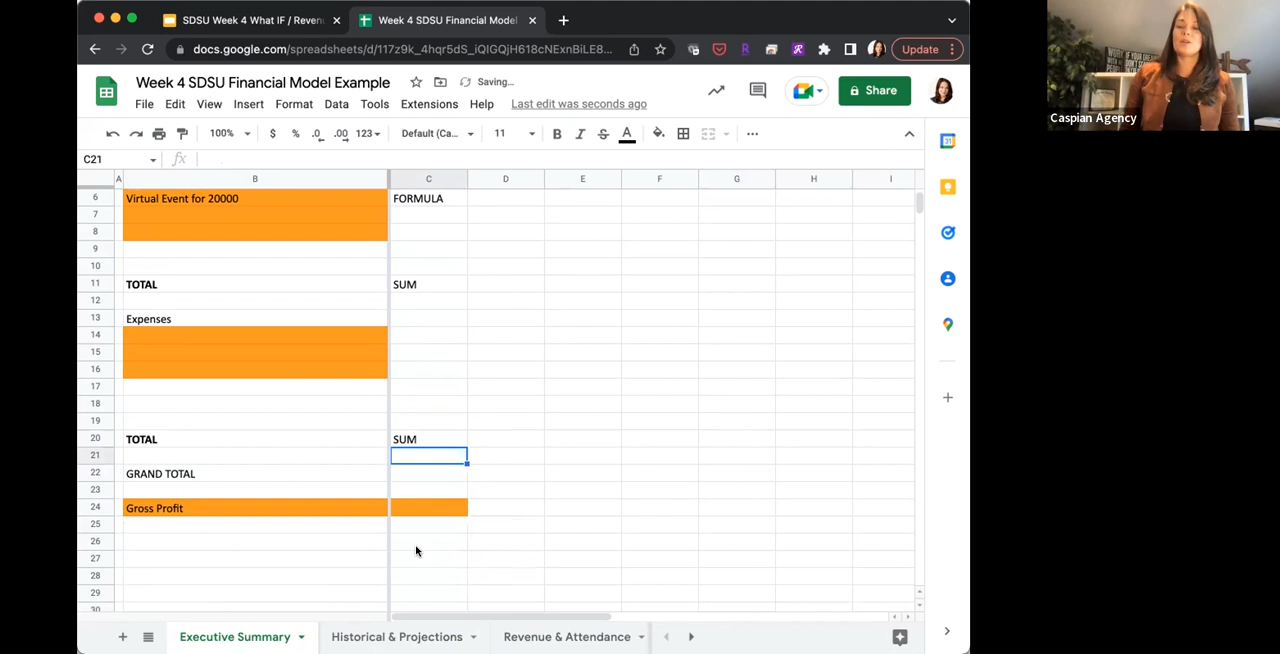 SDSU Week 4 What IF / Revenu
Week 4 SDSU Financial Model
docs.google.com/spreadsheets/d/117z9k_4hqr5dS_iQIGQjH618cNExnBiLE8...
Update
Week 4 SDSU Financial Model Example
Saving...
File Edit View Insert Format Data Tools Extensions Help Last edit was seconds ago
Share
Caspian Agency
100% $ % .0 .00 123 Default (Ca... 11 B I S A
C21 fx
A B C D E F G H I
6 Virtual Event for 20000 FORMULA
7
8
9
10
11 TOTAL SUM
12
13 Expenses
14
15
16
17
18
19
20 TOTAL SUM
21
22 GRAND TOTAL
23
24 Gross Profit
25
26
27
28
29
30
Executive Summary Historical & Projections Revenue & Attendance